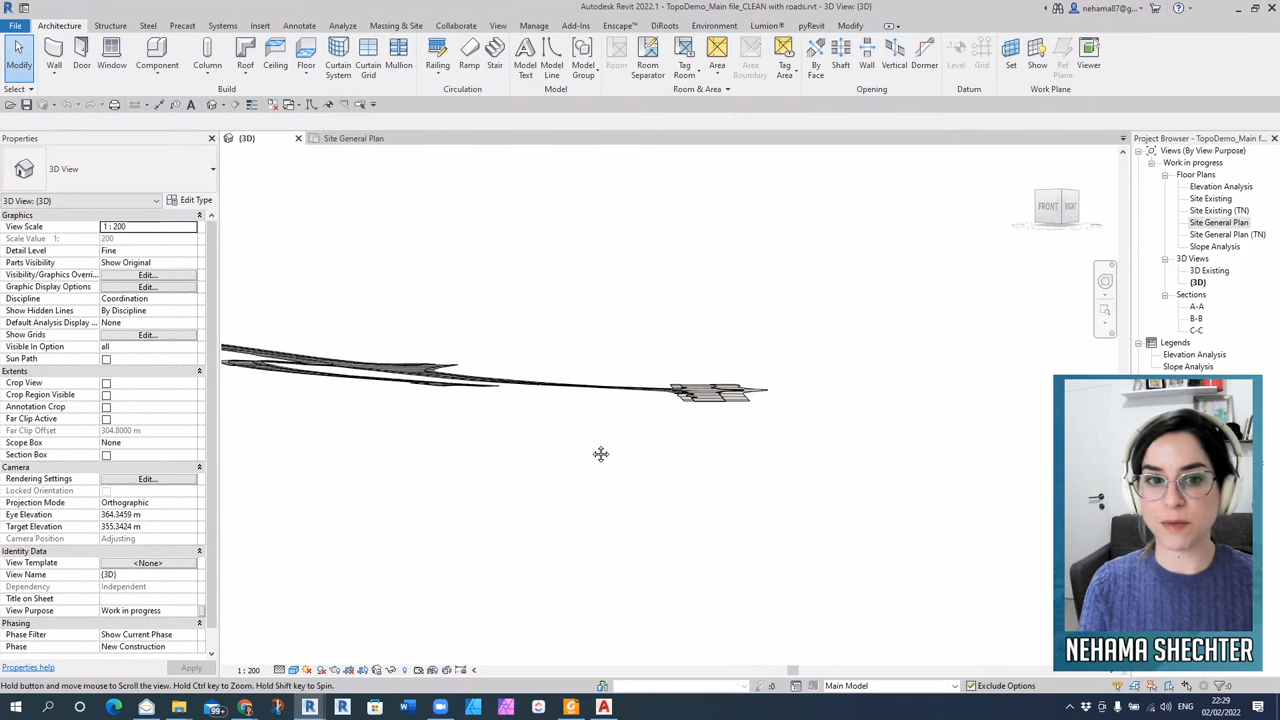 Autodesk Revit 2022.1 - TopoDemo_Main file_CLEAN with roads.rvt - 3D View: {3D}
nehama87@g...
File Architecture Structure Steel Precast Systems Insert Annotate Analyze Massing & Site Collaborate View Manage Add-Ins Enscape™ DiRoots Environment Lumion® pyRevit Modify
Modify Wall Door Window Component Column Roof Ceiling Floor Curtain System Curtain Grid Mullion Railing Ramp Stair Model Text Model Line Model Group Room Room Separator Tag Room Area Area Boundary Tag Area By Face Shaft Wall Vertical Dormer Level Grid Set Show Ref Plane Viewer
Select Build Circulation Model Room & Area Opening Datum Work Plane
Properties
{3D} Site General Plan
Project Browser - TopoDemo_Main f...
3D View
3D View: {3D} Edit Type
Graphics
View Scale 1 : 200
Scale Value 1: 200
Detail Level Fine
Parts Visibility Show Original
Visibility/Graphics Overri... Edit...
Graphic Display Options Edit...
Discipline Coordination
Show Hidden Lines By Discipline
Default Analysis Display ... None
Show Grids Edit...
Visible In Option all
Sun Path
Extents
Crop View
Crop Region Visible
Annotation Crop
Far Clip Active
Far Clip Offset 304.8000 m
Scope Box None
Section Box
Camera
Rendering Settings Edit...
Locked Orientation
Projection Mode Orthographic
Eye Elevation 364.3459 m
Target Elevation 355.3424 m
Camera Position Adjusting
Identity Data
View Template <None>
View Name {3D}
Dependency Independent
Title on Sheet
View Purpose Work in progress
Phasing
Phase Filter Show Current Phase
Phase New Construction
Properties help Apply
FRONT RIGHT
Views (By View Purpose)
Work in progress
Floor Plans
Elevation Analysis
Site Existing
Site Existing (TN)
Site General Plan
Site General Plan (TN)
Slope Analysis
3D Views
3D Existing
{3D}
Sections
A-A
B-B
C-C
Legends
Elevation Analysis
Slope Analysis
NEHAMA SHECHTER
1 : 200
Hold button and move mouse to Scroll the view. Hold Ctrl key to Zoom. Hold Shift key to Spin.
:0 Main Model Exclude Options :0
99+
ENG 22:29
02/02/2022